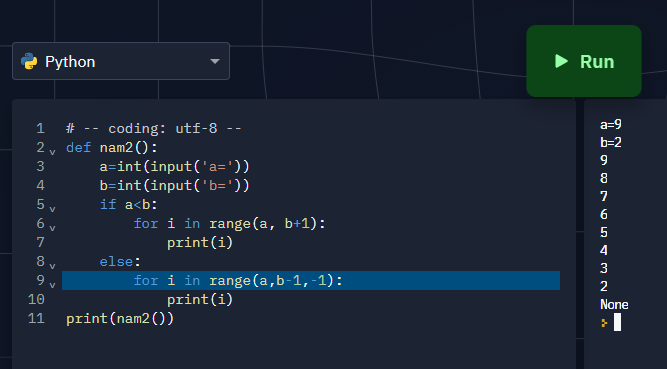 Python
Run
1 # -- coding: utf-8 --
2 def nam2():
3     a=int(input('a='))
4     b=int(input('b='))
5     if a<b:
6         for i in range(a, b+1):
7             print(i)
8     else:
9         for i in range(a,b-1,-1):
10             print(i)
11 print(nam2())
a=9
b=2
9
8
7
6
5
4
3
2
None
>